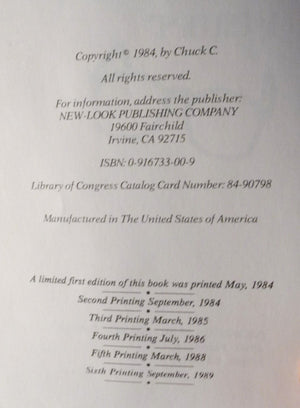 Copyright © 1984, by Chuck C.
All rights reserved.
For information, address the publisher:
NEW-LOOK PUBLISHING COMPANY
19600 Fairchild
Irvine, CA 92715
ISBN: 0-916733-00-9
Library of Congress Catalog Card Number: 84-90798
Manufactured in The United States of America
A limited first edition of this book was printed May, 1984
Second Printing September, 1984
Third Printing March, 1985
Fourth Printing July, 1986
Fifth Printing March, 1988
Sixth Printing September, 1989